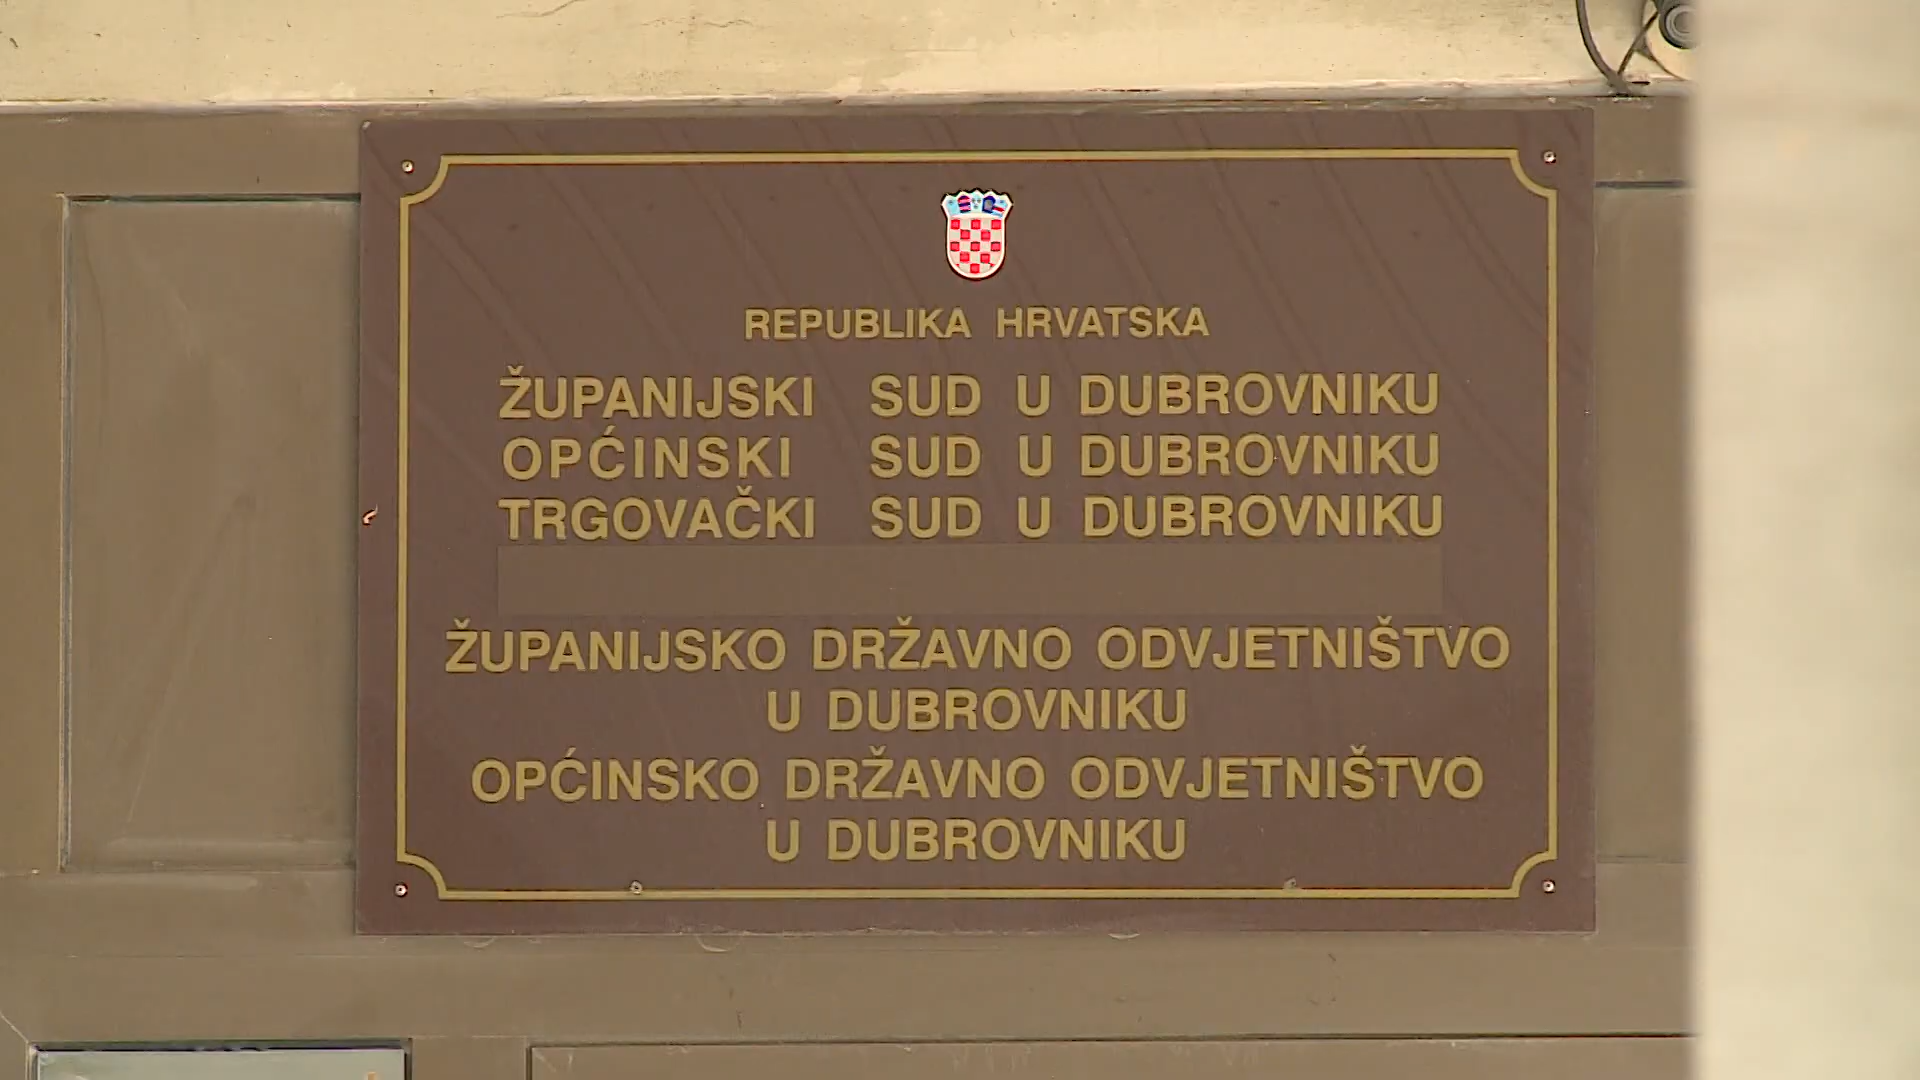 REPUBLIKA HRVATSKA
ŽUPANIJSKI SUD U DUBROVNIKU
OPĆINSKI SUD U DUBROVNIKU
TRGOVAČKI SUD U DUBROVNIKU
ŽUPANIJSKO DRŽAVNO ODVJETNIŠTVO
U DUBROVNIKU
OPĆINSKO DRŽAVNO ODVJETNIŠTVO
U DUBROVNIKU